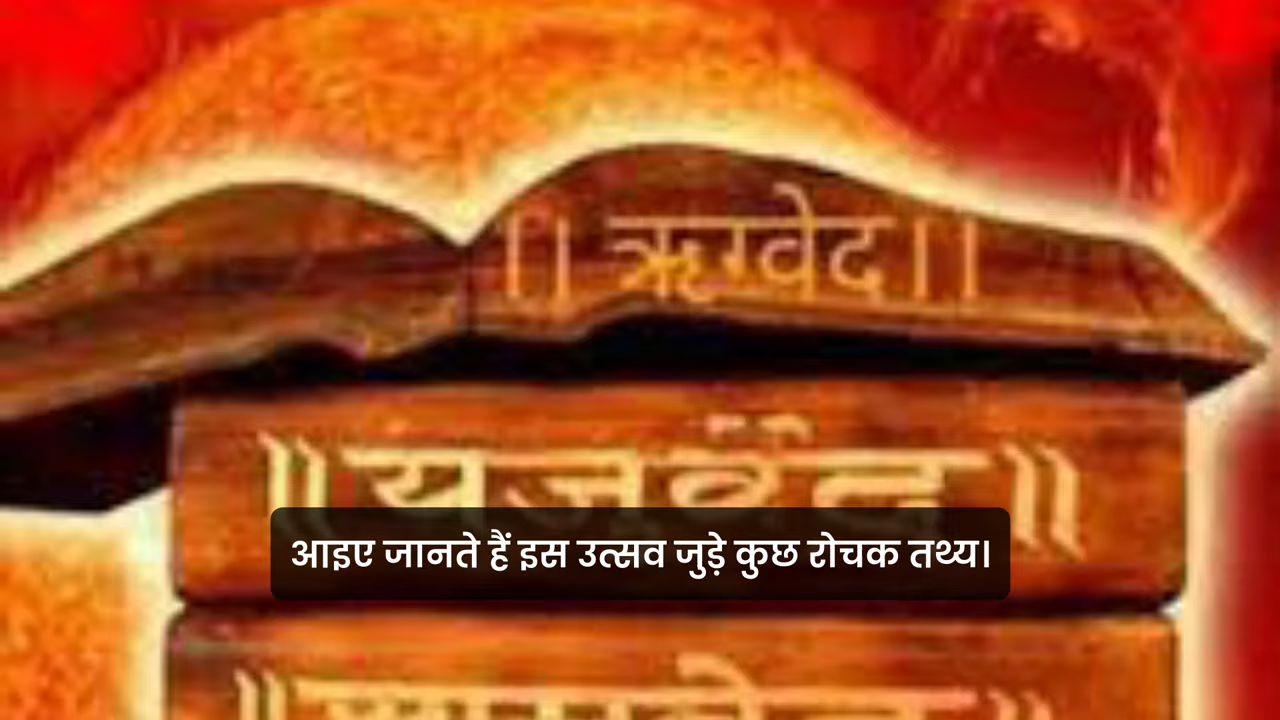 ।। ऋग्वेद ।।
॥ यजुर्वेद ॥
आइए जानते हैं इस उत्सव जुड़े कुछ रोचक तथ्य।